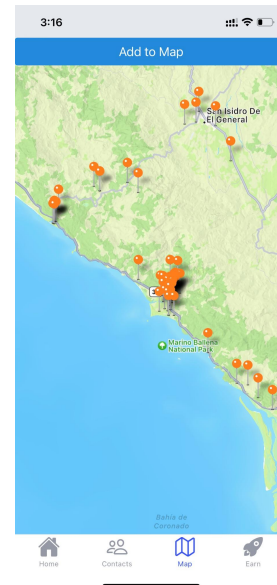 3:16
Add to Map
San Isidro De
El General
3
Marino Ballena
National Park
Bahía de
Coronado
Home
Contacts
Map
Earn